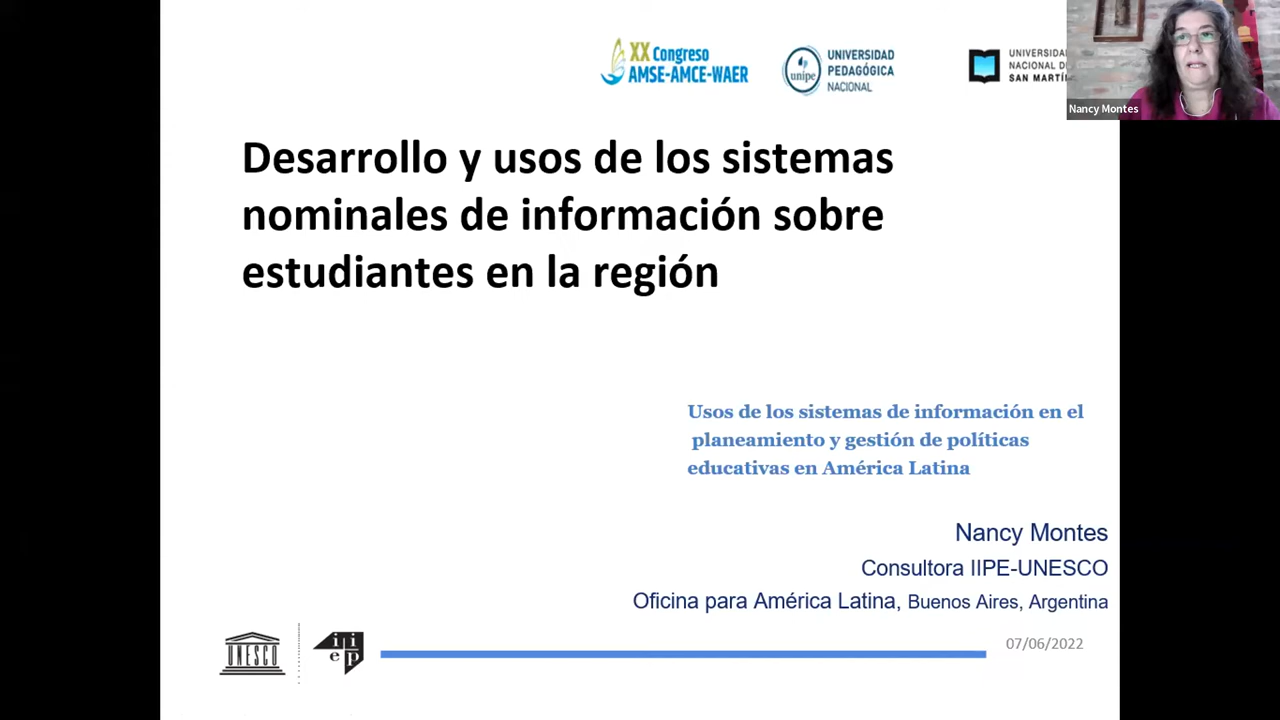 XX Congreso
AMSE-AMCE-WAER
unipe
UNIVERSIDAD
PEDAGÓGICA
NACIONAL
UNIVERSIDAD
NACIONAL DE
SAN MARTÍN
Nancy Montes
Desarrollo y usos de los sistemas
nominales de información sobre
estudiantes en la región
Usos de los sistemas de información en el
planeamiento y gestión de políticas
educativas en América Latina
Nancy Montes
Consultora IIPE-UNESCO
Oficina para América Latina, Buenos Aires, Argentina
07/06/2022
UNESCO
i i
e p